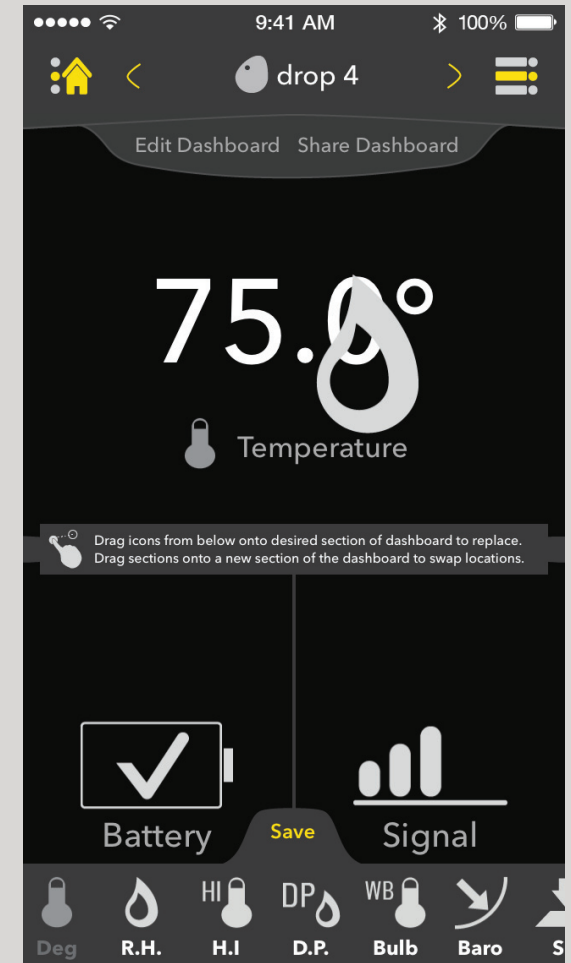 9:41 AM 100%
drop 4
Edit Dashboard Share Dashboard
75.0°
Temperature
Drag icons from below onto desired section of dashboard to replace.
Drag sections onto a new section of the dashboard to swap locations.
Battery Save Signal
HI DP WB
Deg R.H. H.I D.P. Bulb Baro